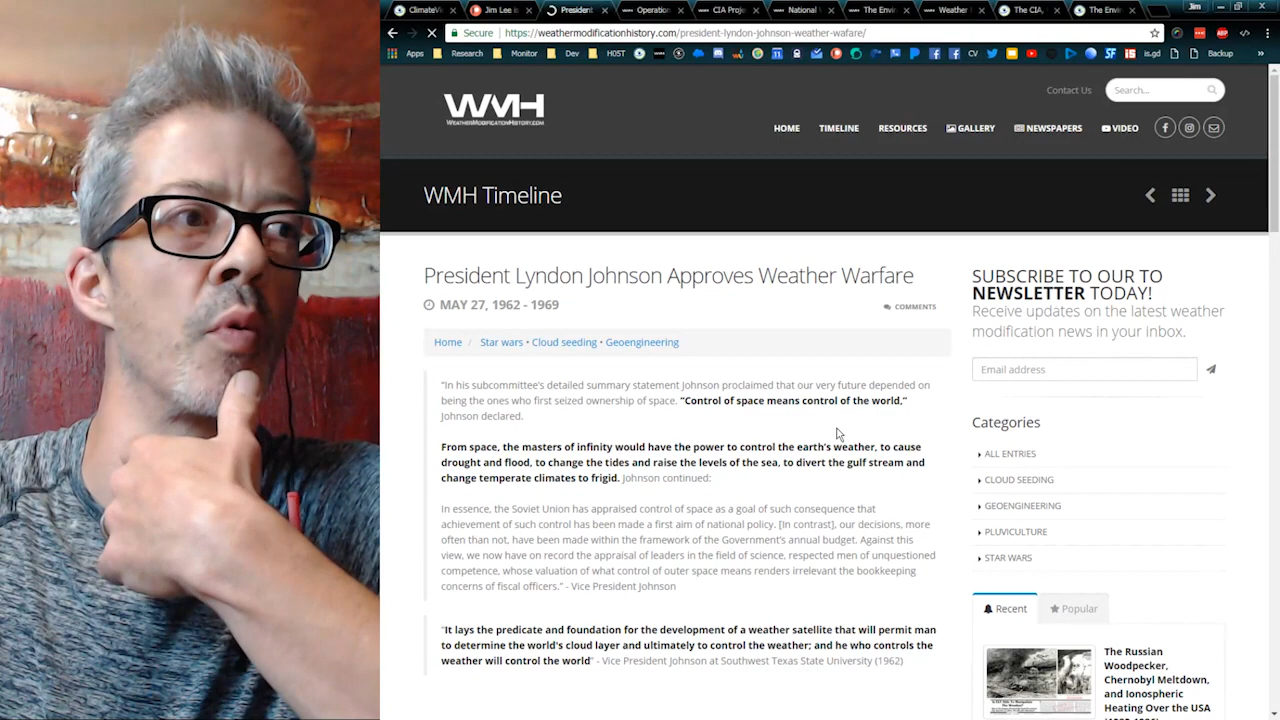 ClimateVi
Jim Lee is
President
Operation
CIA Proje
National
The Envir
Weather
The CIA,
The Envir
Jim
Secure
https://weathermodificationhistory.com/president-lyndon-johnson-weather-wafare/
Apps
Research
Monitor
Dev
H05T
CV
is.gd
Backup
WMH
WEATHERMODIFICATIONHISTORY.COM
Contact Us
Search...
HOME
TIMELINE
RESOURCES
GALLERY
NEWSPAPERS
VIDEO
WMH Timeline
President Lyndon Johnson Approves Weather Warfare
MAY 27, 1962 - 1969
COMMENTS
Home / Star wars • Cloud seeding • Geoengineering
“In his subcommittee’s detailed summary statement Johnson proclaimed that our very future depended on
being the ones who first seized ownership of space. “Control of space means control of the world,”
Johnson declared.
From space, the masters of infinity would have the power to control the earth’s weather, to cause
drought and flood, to change the tides and raise the levels of the sea, to divert the gulf stream and
change temperate climates to frigid. Johnson continued:
In essence, the Soviet Union has appraised control of space as a goal of such consequence that
achievement of such control has been made a first aim of national policy. [In contrast], our decisions, more
often than not, have been made within the framework of the Government’s annual budget. Against this
view, we now have on record the appraisal of leaders in the field of science, respected men of unquestioned
competence, whose valuation of what control of outer space means renders irrelevant the bookkeeping
concerns of fiscal officers.” - Vice President Johnson
“It lays the predicate and foundation for the development of a weather satellite that will permit man
to determine the world's cloud layer and ultimately to control the weather; and he who controls the
weather will control the world” - Vice President Johnson at Southwest Texas State University (1962)
SUBSCRIBE TO OUR TO
NEWSLETTER TODAY!
Receive updates on the latest weather
modification news in your inbox.
Email address
Categories
ALL ENTRIES
CLOUD SEEDING
GEOENGINEERING
PLUVICULTURE
STAR WARS
Recent
Popular
The Russian
Woodpecker,
Chernobyl Meltdown,
and Ionospheric
Heating Over the USA